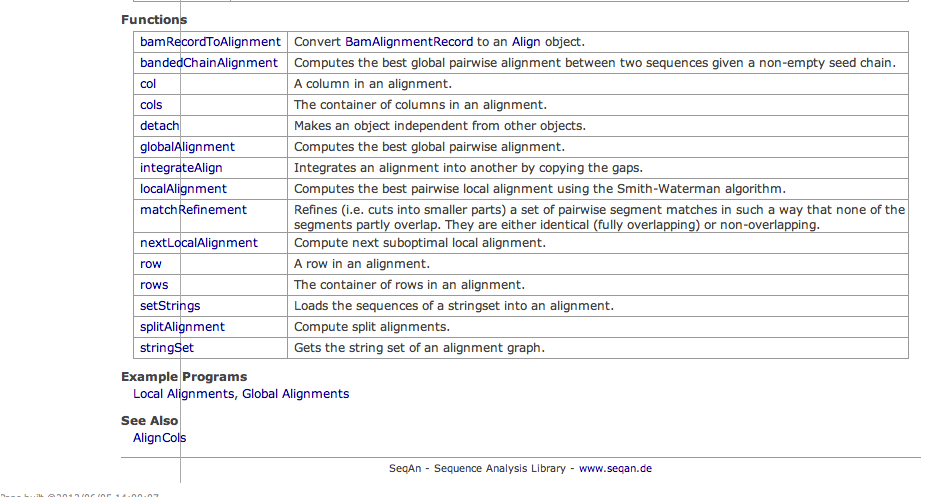 Functions
bamRecordToAlignment Convert BamAlignmentRecord to an Align object.
bandedChainAlignment Computes the best global pairwise alignment between two sequences given a non-empty seed chain.
col A column in an alignment.
cols The container of columns in an alignment.
detach Makes an object independent from other objects.
globalAlignment Computes the best global pairwise alignment.
integrateAlign Integrates an alignment into another by copying the gaps.
localAlignment Computes the best pairwise local alignment using the Smith-Waterman algorithm.
matchRefinement Refines (i.e. cuts into smaller parts) a set of pairwise segment matches in such a way that none of the
segments partly overlap. They are either identical (fully overlapping) or non-overlapping.
nextLocalAlignment Compute next suboptimal local alignment.
row A row in an alignment.
rows The container of rows in an alignment.
setStrings Loads the sequences of a stringset into an alignment.
splitAlignment Compute split alignments.
stringSet Gets the string set of an alignment graph.
Example Programs
Local Alignments, Global Alignments
See Also
AlignCols
SeqAn - Sequence Analysis Library - www.seqan.de